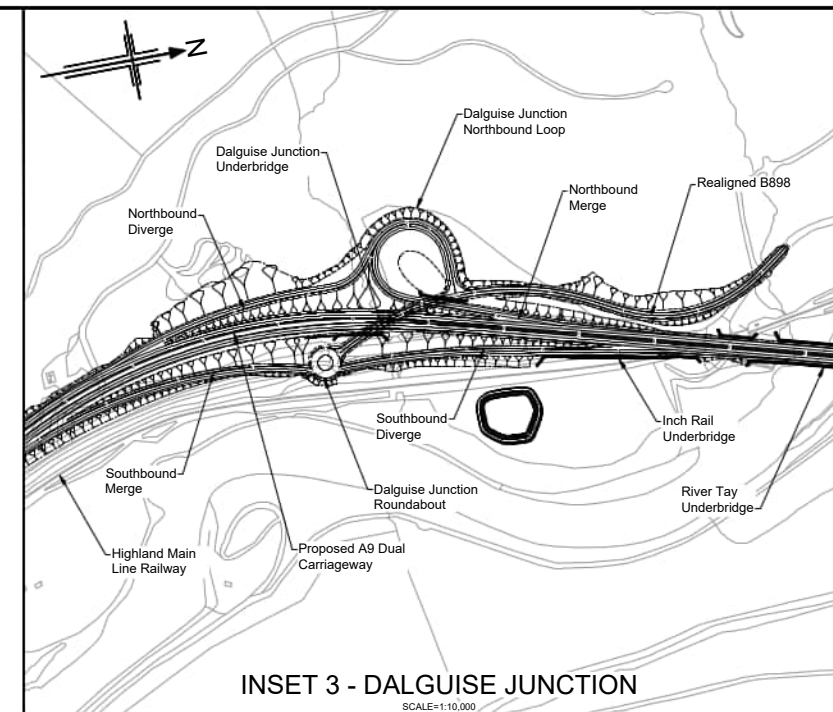 N
Dalguise Junction
Northbound Loop
Dalguise Junction
Underbridge
Realigned B898
Northbound
Merge
Northbound
Diverge
Southbound
Diverge
Inch Rail
Underbridge
Southbound
Merge
Dalguise Junction
Roundabout
River Tay
Underbridge
Highland Main
Line Railway
Proposed A9 Dual
Carriageway
INSET 3 - DALGUISE JUNCTION
SCALE=1:10,000